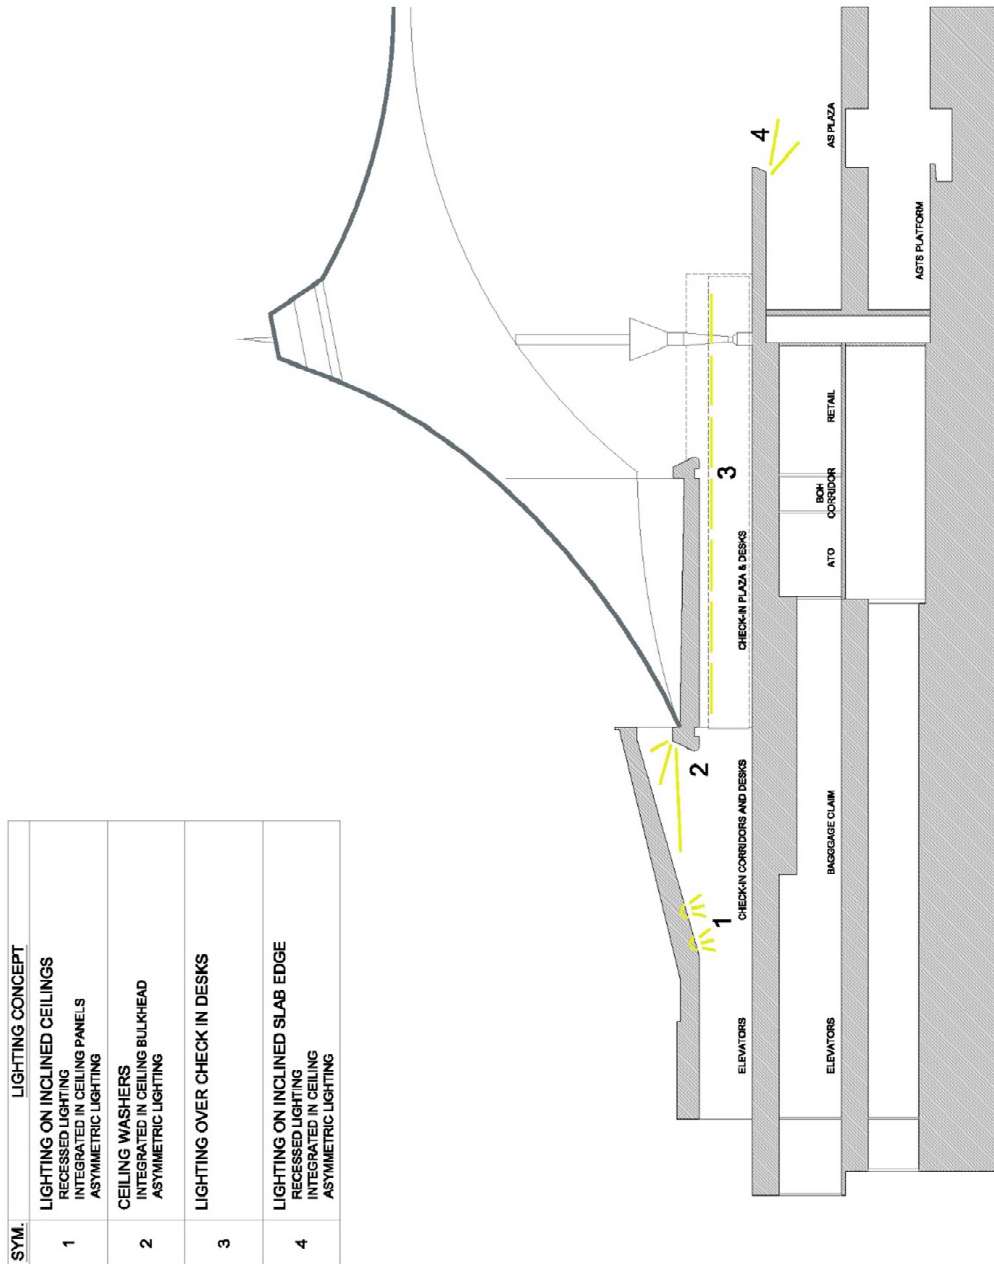 SYM. LIGHTING CONCEPT
1 LIGHTING ON INCLINED CEILINGS
RECESSED LIGHTING
INTEGRATED IN CEILING PANELS
ASYMMETRIC LIGHTING
2 CEILING WASHERS
INTEGRATED IN CEILING BULKHEAD
ASYMMETRIC LIGHTING
3 LIGHTING OVER CHECK IN DESKS
4 LIGHTING ON INCLINED SLAB EDGE
RECESSED LIGHTING
INTEGRATED IN CEILING
ASYMMETRIC LIGHTING
1
2
3
4
ELEVATORS
CHECK-IN CORRIDORS AND DESKS
CHECK-IN PLAZA & DESKS
ELEVATORS
BAGGGAGE CLAIM
ATO
BOH
CORRIDOR
RETAIL
AS PLAZA
AGTS PLATFORM